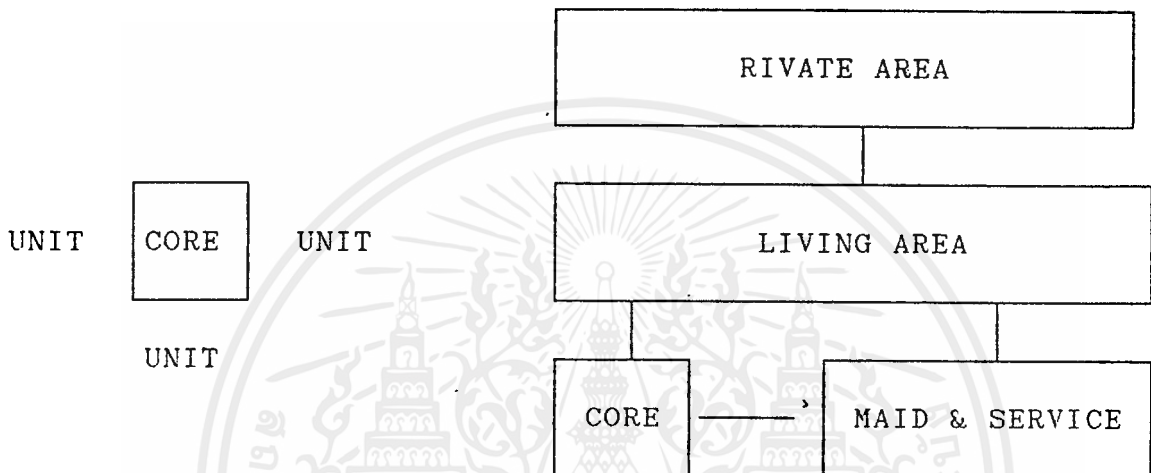 RIVATE AREA
UNIT CORE UNIT
LIVING AREA
UNIT
CORE
MAID & SERVICE